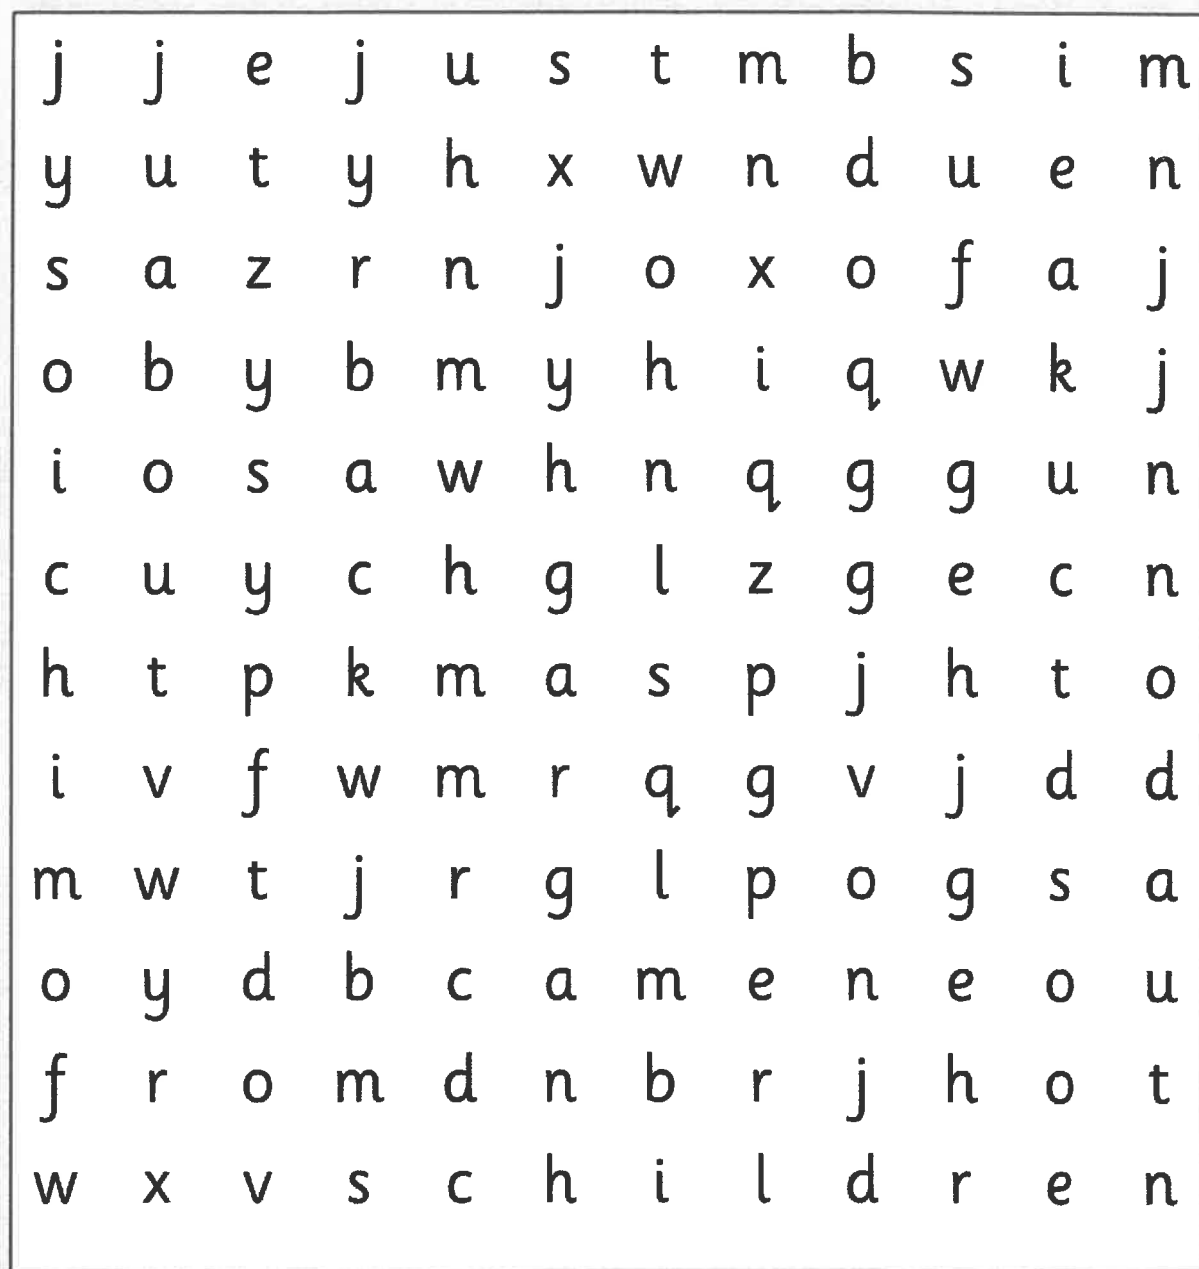 j j e j u s t m b s i m
y u t y h x w n d u e n
s a z r n j o x o f a j
o b y b m y h i q w k j
i o s a w h n q g g u n
c u y c h g l z g e c n
h t p k m a s p j h t o
i v f w m r q g v j d d
m w t j r g l p o g s a
o y d b c a m e n e o u
f r o m d n b r j h o t
w x v s c h i l d r e n